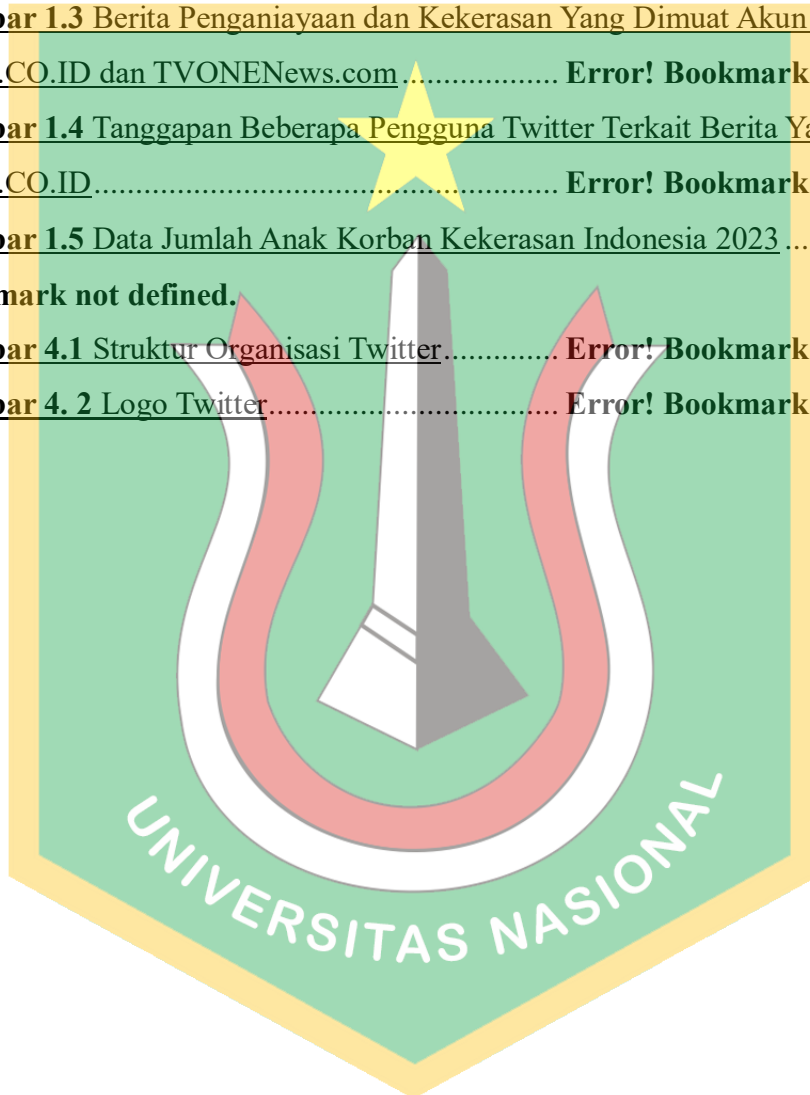 bar 1.3 Berita Penganiayaan dan Kekerasan Yang Dimuat Akun
.CO.ID dan TVONENews.com.................. Error! Bookmark
bar 1.4 Tanggapan Beberapa Pengguna Twitter Terkait Berita Ya
.CO.ID...................................................... Error! Bookmark
bar 1.5 Data Jumlah Anak Korban Kekerasan Indonesia 2023 ...
mark not defined.
bar 4.1 Struktur Organisasi Twitter............. Error! Bookmark
bar 4. 2 Logo Twitter................................. Error! Bookmark
UNIVERSITAS NASIONAL